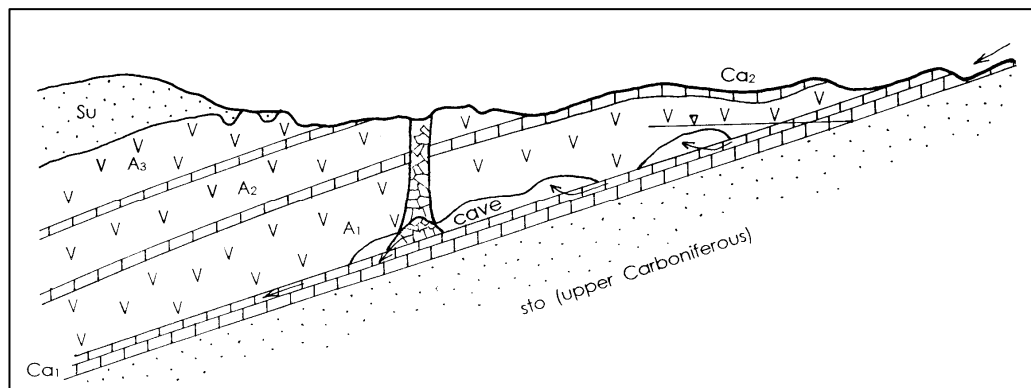 Ca₂
Su
A₃
A₂
A₁
cave
sto (upper Carboniferous)
Ca₁